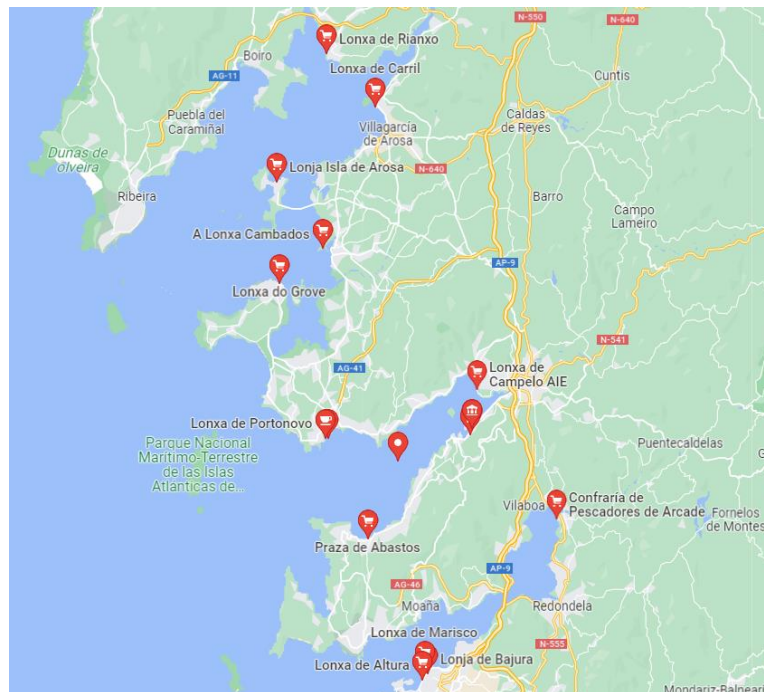 N-550
N-640
Lonxa de Rianxo
Boiro
Lonxa de Carril
AG-11
Cuntis
Puebla del
Caramiñal
Villagarcía
de Arosa
Caldas
de Reyes
Dunas de
olveira
Lonja Isla de Arosa
N-640
Ribeira
Barro
Campo
Lameiro
A Lonxa Cambados
AP-9
Lonxa do Grove
N-541
AG-41
Lonxa de
Campelo AIE
Lonxa de Portonovo
Parque Nacional
Marítimo-Terrestre
de las Islas
Atlánticas de...
Puentecaldelas
Vilaboa
Confraría de
Pescadores de Arcade
Fornelos
de Montes
Praza de Abastos
AP-9
AG-46
Moaña
Redondela
Lonxa de Marisco
N-555
Lonxa de Altura
Lonja de Bajura
Mondariz-Balnear